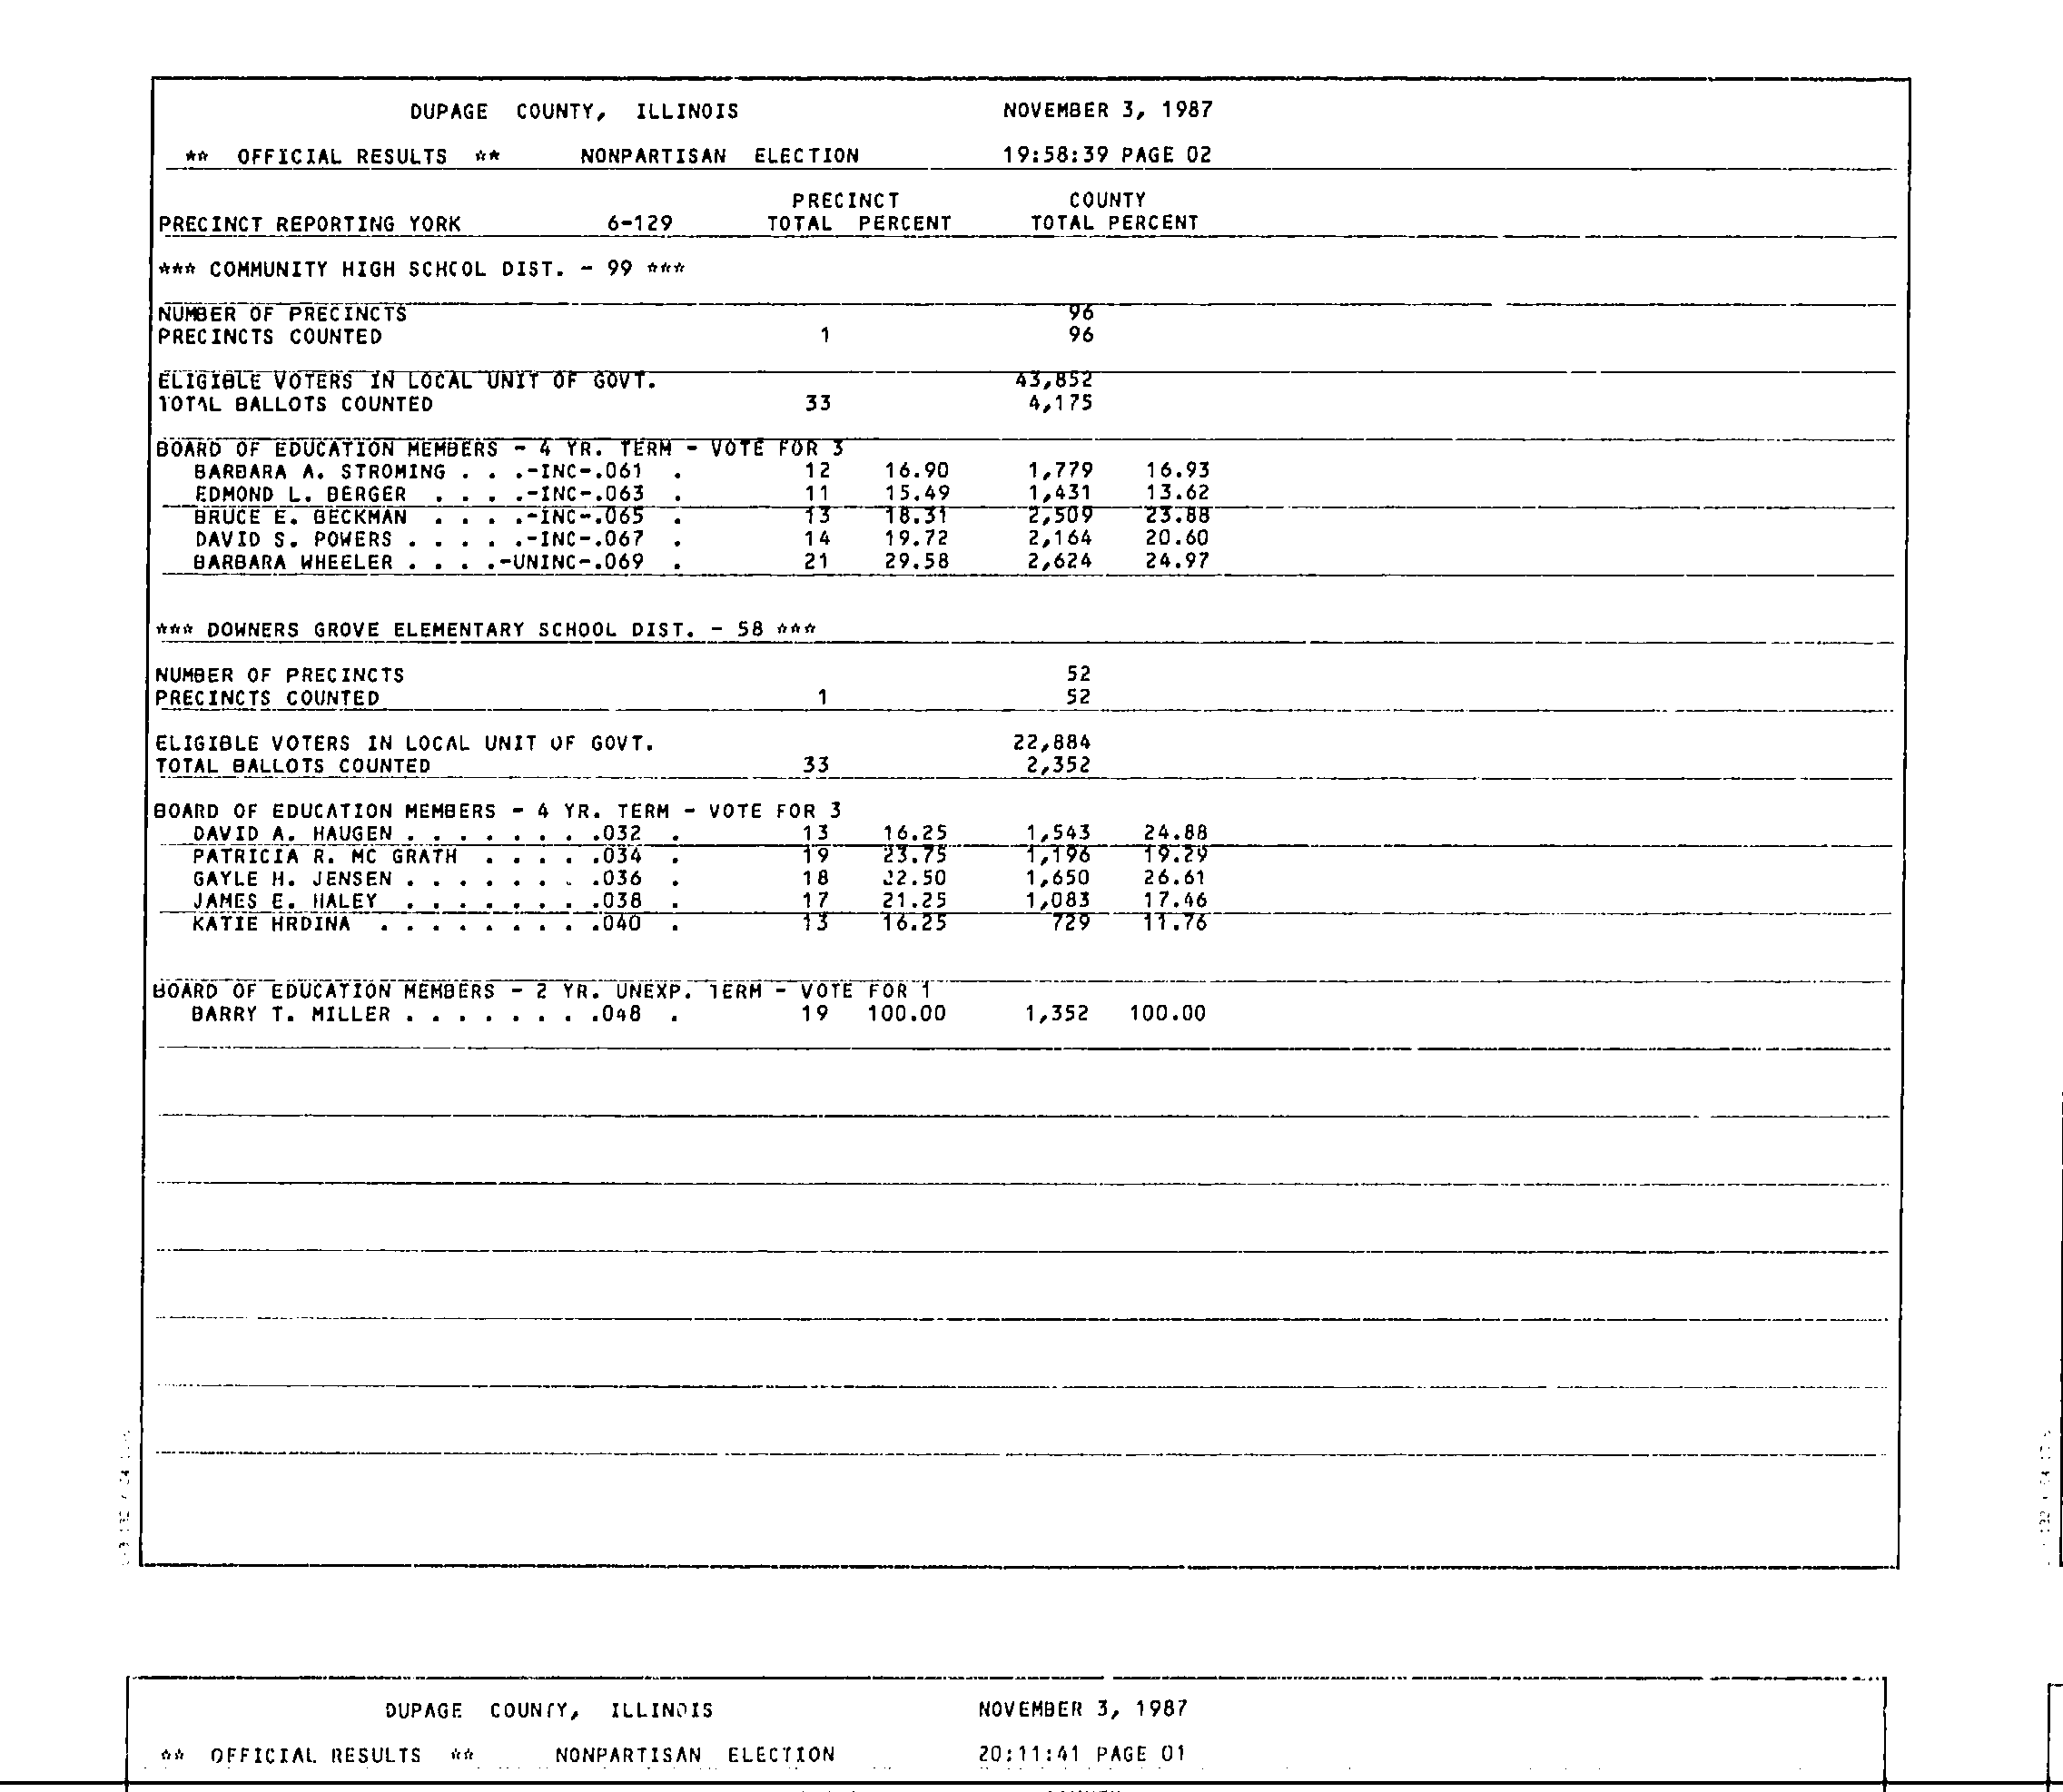 DUPAGE COUNTY, ILLINOIS NOVEMBER 3, 1987
** OFFICIAL RESULTS ** NONPARTISAN ELECTION 19:58:39 PAGE 02
PRECINCT COUNTY
PRECINCT REPORTING YORK 6-129 TOTAL PERCENT TOTAL PERCENT
*** COMMUNITY HIGH SCHCOL DIST. - 99 ***
NUMBER OF PRECINCTS 96
PRECINCTS COUNTED 1 96
ELIGIBLE VOTERS IN LOCAL UNIT OF GOVT. 43,852
TOTAL BALLOTS COUNTED 33 4,175
BOARD OF EDUCATION MEMBERS - 4 YR. TERM - VOTE FOR 3
BARBARA A. STROMING . . .-INC-.061 . 12 16.90 1,779 16.93
EDMOND L. BERGER . . . .-INC-.063 . 11 15.49 1,431 13.62
BRUCE E. BECKMAN . . . .-INC-.065 . 13 18.31 2,509 23.88
DAVID S. POWERS . . . . .-INC-.067 . 14 19.72 2,164 20.60
BARBARA WHEELER . . . .-UNINC-.069 . 21 29.58 2,624 24.97
*** DOWNERS GROVE ELEMENTARY SCHOOL DIST. - 58 ***
NUMBER OF PRECINCTS 52
PRECINCTS COUNTED 1 52
ELIGIBLE VOTERS IN LOCAL UNIT OF GOVT. 22,884
TOTAL BALLOTS COUNTED 33 2,352
BOARD OF EDUCATION MEMBERS - 4 YR. TERM - VOTE FOR 3
DAVID A. HAUGEN . . . . . . . .032 . 13 16.25 1,543 24.88
PATRICIA R. MC GRATH . . . . .034 . 19 23.75 1,196 19.29
GAYLE H. JENSEN . . . . . . . .036 . 18 22.50 1,650 26.61
JAMES E. HALEY . . . . . . . .038 . 17 21.25 1,083 17.46
KATIE HRDINA . . . . . . . . .040 . 13 16.25 729 11.76
BOARD OF EDUCATION MEMBERS - 2 YR. UNEXP. TERM - VOTE FOR 1
BARRY T. MILLER . . . . . . . .048 . 19 100.00 1,352 100.00
DUPAGE COUNTY, ILLINOIS NOVEMBER 3, 1987
** OFFICIAL RESULTS ** NONPARTISAN ELECTION 20:11:41 PAGE 01